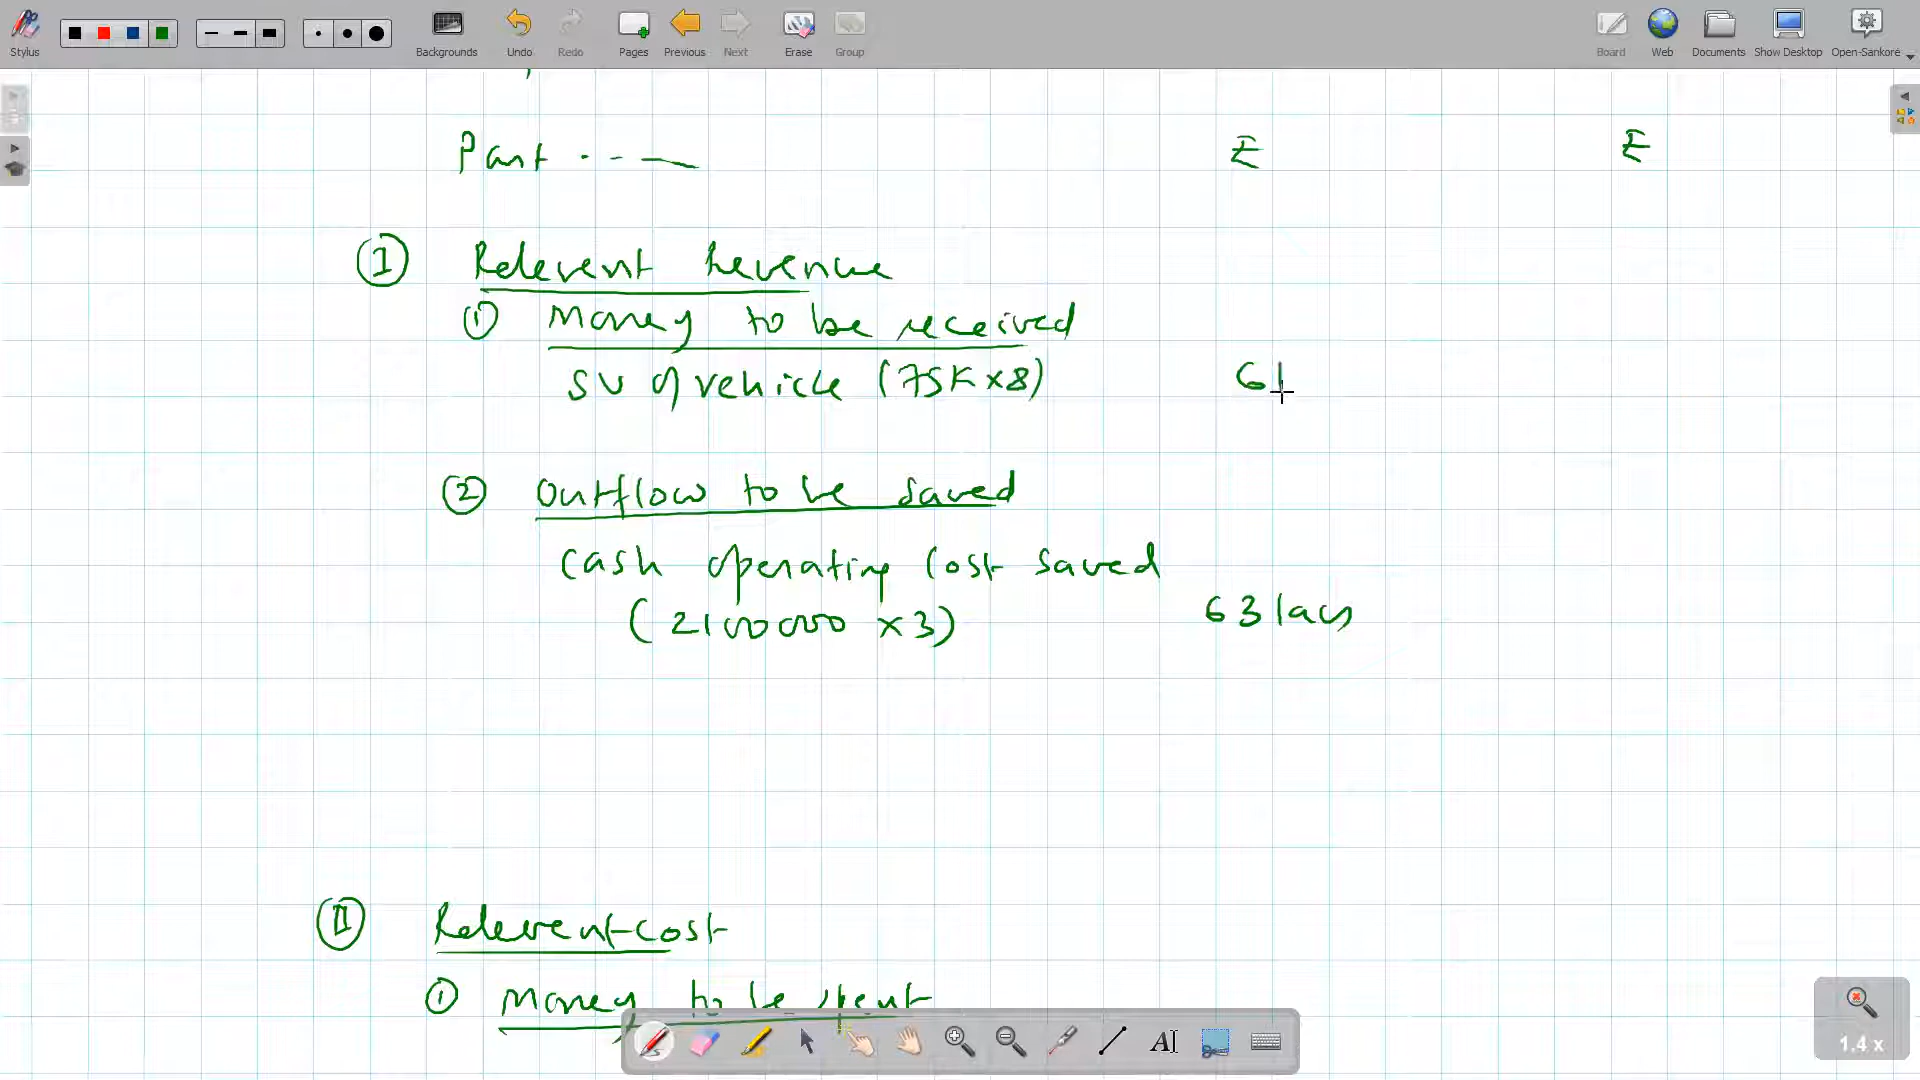 Stylus Backgrounds Undo Redo Pages Previous Next Erase Group Board Web Documents Show Desktop Open-Sankoré
Part
I Relevent Revenue
① Money to be received
SV of vehicle (75K×8) 6l
② Outflow to be saved
Cash operating cost saved
(2100000 ×3) 63 lacs
II Relevent cost
① Money to be spent
AI
1.4 x